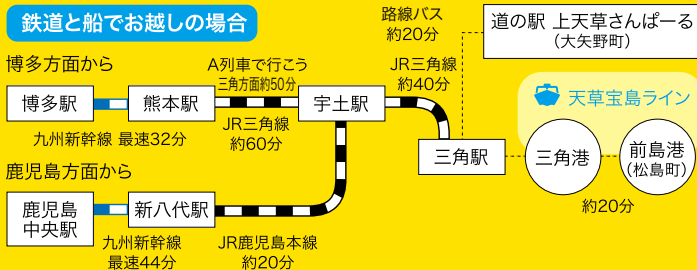 鉄道と船でお越しの場合
路線バス
約20分
道の駅 上天草さんぱーる
(大矢野町)
博多方面から
A列車で行こう
三角方面約50分
JR三角線
約40分
天草宝島ライン
博多駅
熊本駅
宇土駅
九州新幹線 最速32分
JR三角線
約60分
三角駅
三角港
前島港
(松島町)
約20分
鹿児島方面から
鹿児島
中央駅
新八代駅
九州新幹線
最速44分
JR鹿児島本線
約20分